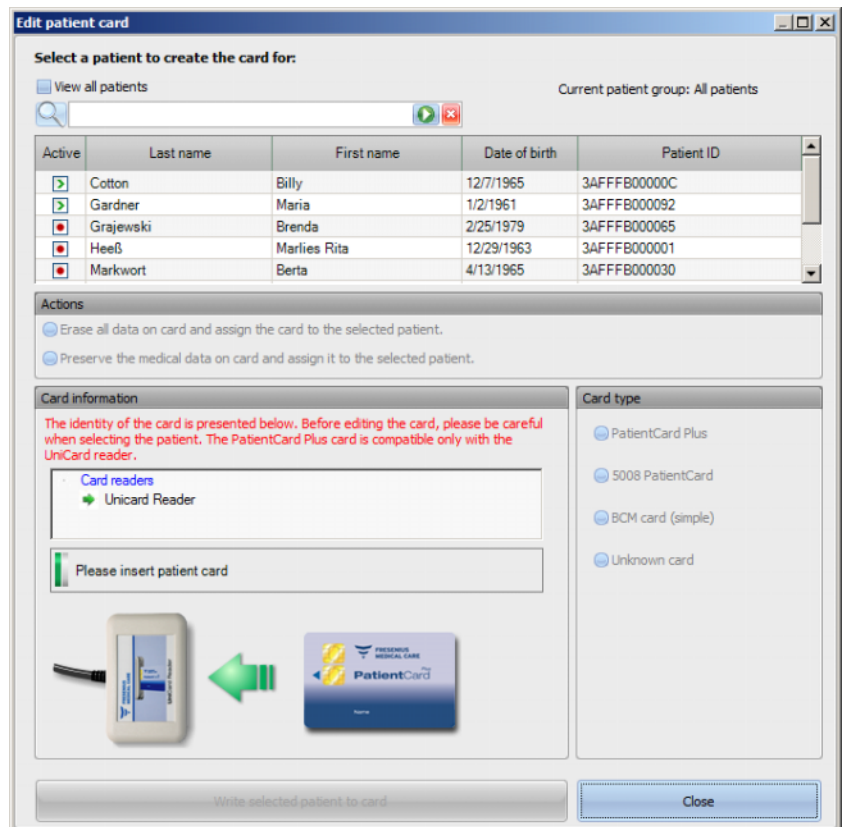 Edit patient card
Select a patient to create the card for:
View all patients
Current patient group: All patients
Active Last name First name Date of birth Patient ID
Cotton Billy 12/7/1965 3AFFFB00000C
Gardner Maria 1/2/1961 3AFFFB000092
Grajewski Brenda 2/25/1979 3AFFFB000065
Heeß Marlies Rita 12/29/1963 3AFFFB000001
Markwort Berta 4/13/1965 3AFFFB000030
Actions
Erase all data on card and assign the card to the selected patient.
Preserve the medical data on card and assign it to the selected patient.
Card information
The identity of the card is presented below. Before editing the card, please be careful
when selecting the patient. The PatientCard Plus card is compatible only with the
UniCard reader.
Card readers
Unicard Reader
Please insert patient card
FRESENIUS
MEDICAL CARE
PatientCard Plus
Name
FRESENIUS
MEDICAL CARE
UniCard Reader
Card type
PatientCard Plus
5008 PatientCard
BCM card (simple)
Unknown card
Write selected patient to card
Close